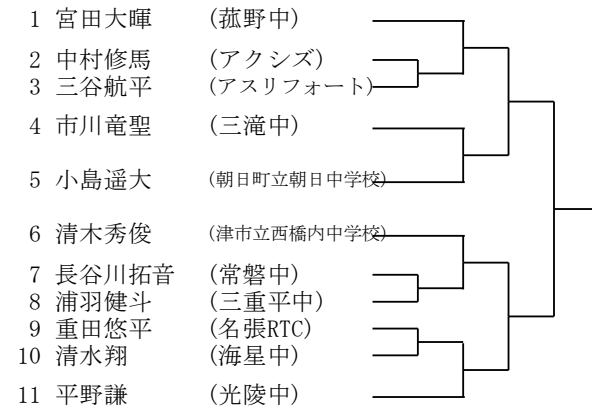 1 宮田大暉 (菰野中)
2 中村修馬 (アクシズ)
3 三谷航平 (アスリフォート)
4 市川竜聖 (三滝中)
5 小島遥大 (朝日町立朝日中学校)
6 清木秀俊 (津市立西橋内中学校)
7 長谷川拓音 (常磐中)
8 浦羽健斗 (三重平中)
9 重田悠平 (名張RTC)
10 清水翔 (海星中)
11 平野謙 (光陵中)